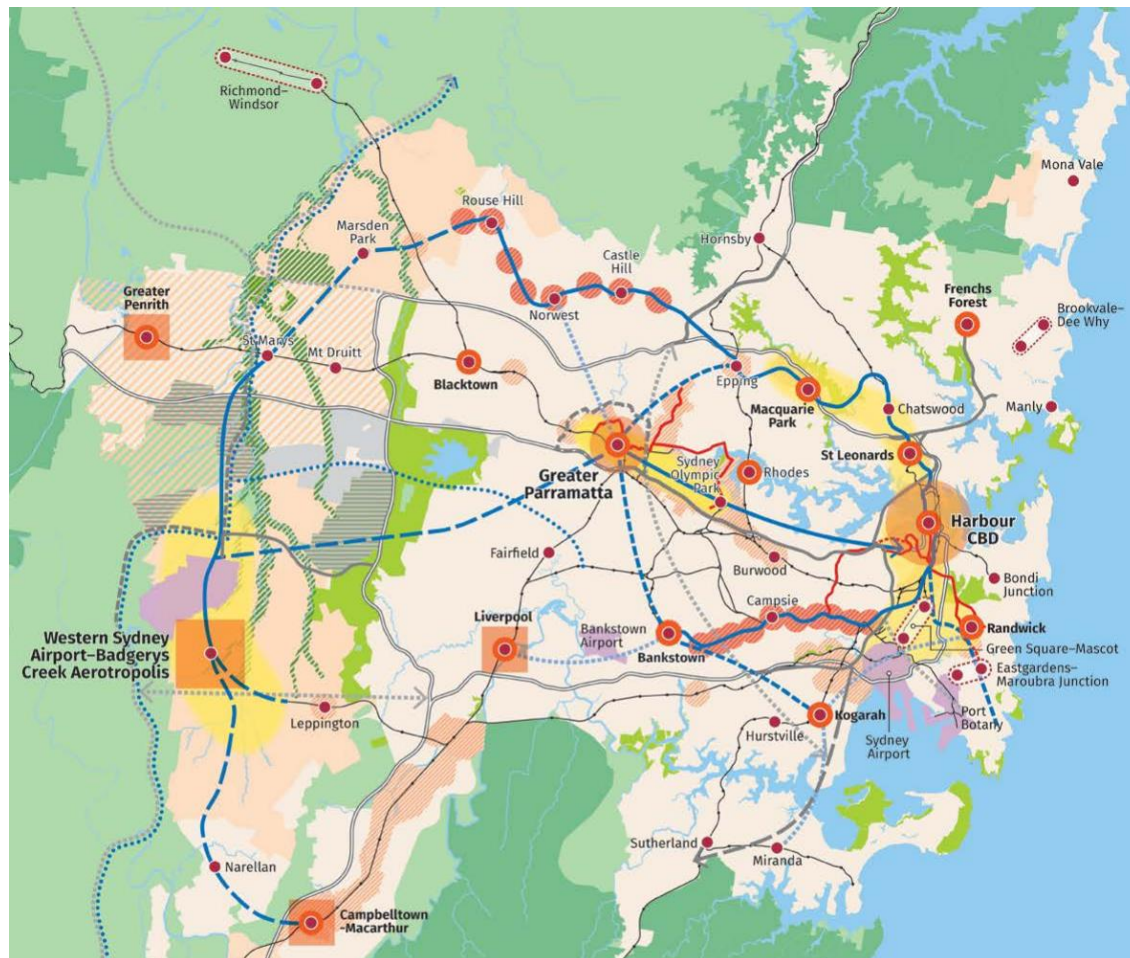 Richmond–
Windsor
Mona Vale
Rouse Hill
Marsden
Park
Hornsby
Castle
Hill
Greater
Penrith
Norwest
Frenchs
Forest
Brookvale–
Dee Why
St Marys
Mt Druitt
Blacktown
Epping
Macquarie
Park
Chatswood
Manly
St Leonards
Greater
Parramatta
Sydney
Olympic
Park
Rhodes
Harbour
CBD
Fairfield
Burwood
Bondi
Junction
Campsie
Liverpool
Bankstown
Airport
Bankstown
Randwick
Western Sydney
Airport–Badgerys
Creek Aerotropolis
Green Square–Mascot
Eastgardens–
Maroubra Junction
Leppington
Kogarah
Port
Botany
Hurstville
Sydney
Airport
Sutherland
Miranda
Narellan
Campbelltown
-Macarthur